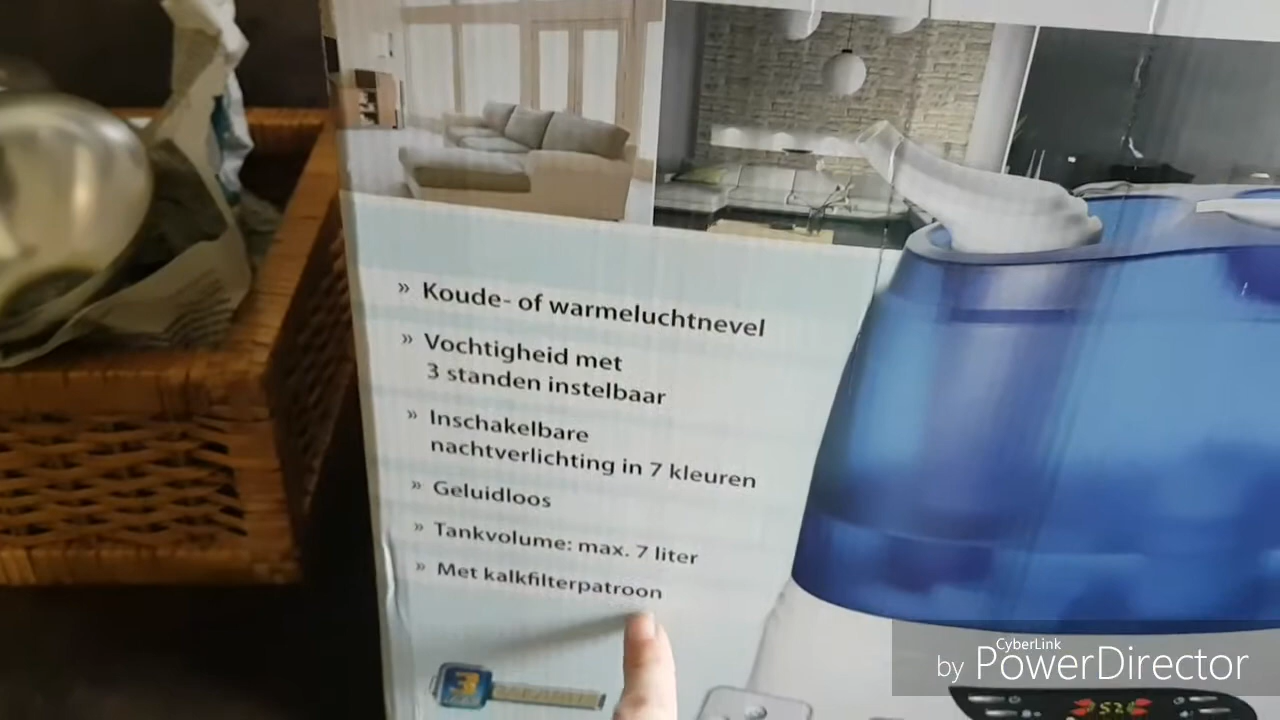 » Koude- of warmeluchtnevel
» Vochtigheid met
3 standen instelbaar
» Inschakelbare
nachtverlichting in 7 kleuren
» Geluidloos
» Tankvolume: max. 7 liter
» Met kalkfilterpatroon
CyberLink
by PowerDirector